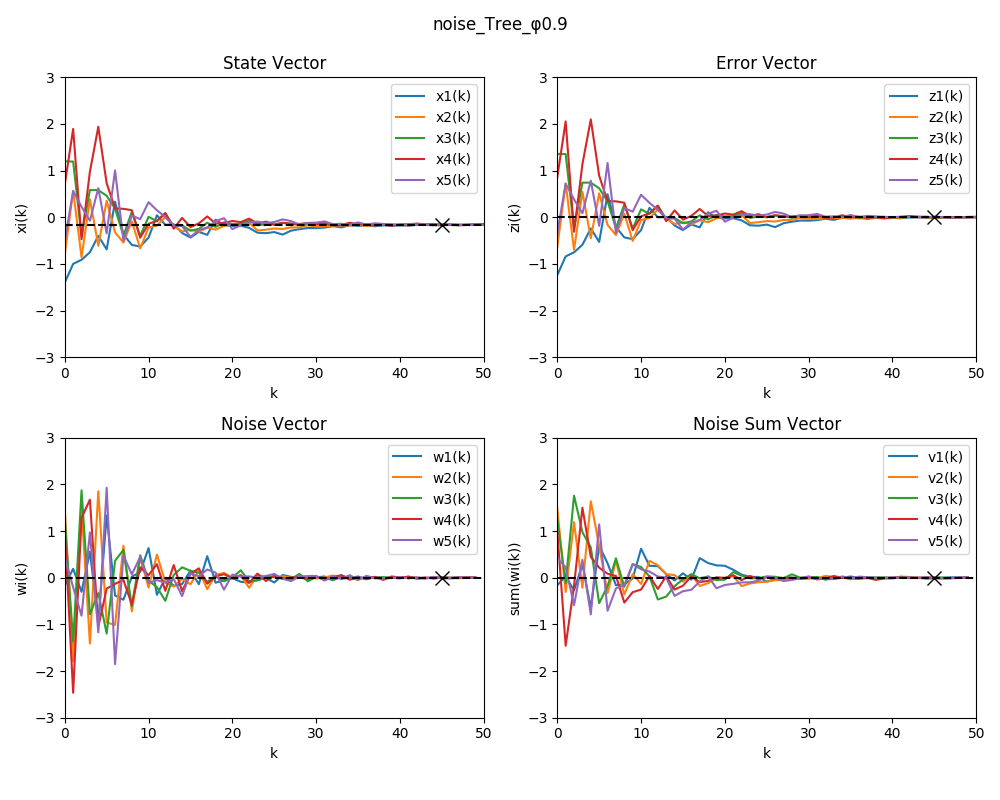 noise_Tree_φ0.9
State Vector
3
2
1
0
−1
−2
−3
xi(k)
0 10 20 30 40 50
k
x1(k)
x2(k)
x3(k)
x4(k)
x5(k)
Error Vector
3
2
1
0
−1
−2
−3
zi(k)
0 10 20 30 40 50
k
z1(k)
z2(k)
z3(k)
z4(k)
z5(k)
Noise Vector
3
2
1
0
−1
−2
−3
wi(k)
0 10 20 30 40 50
k
w1(k)
w2(k)
w3(k)
w4(k)
w5(k)
Noise Sum Vector
3
2
1
0
−1
−2
−3
sum(wi(k))
0 10 20 30 40 50
k
v1(k)
v2(k)
v3(k)
v4(k)
v5(k)